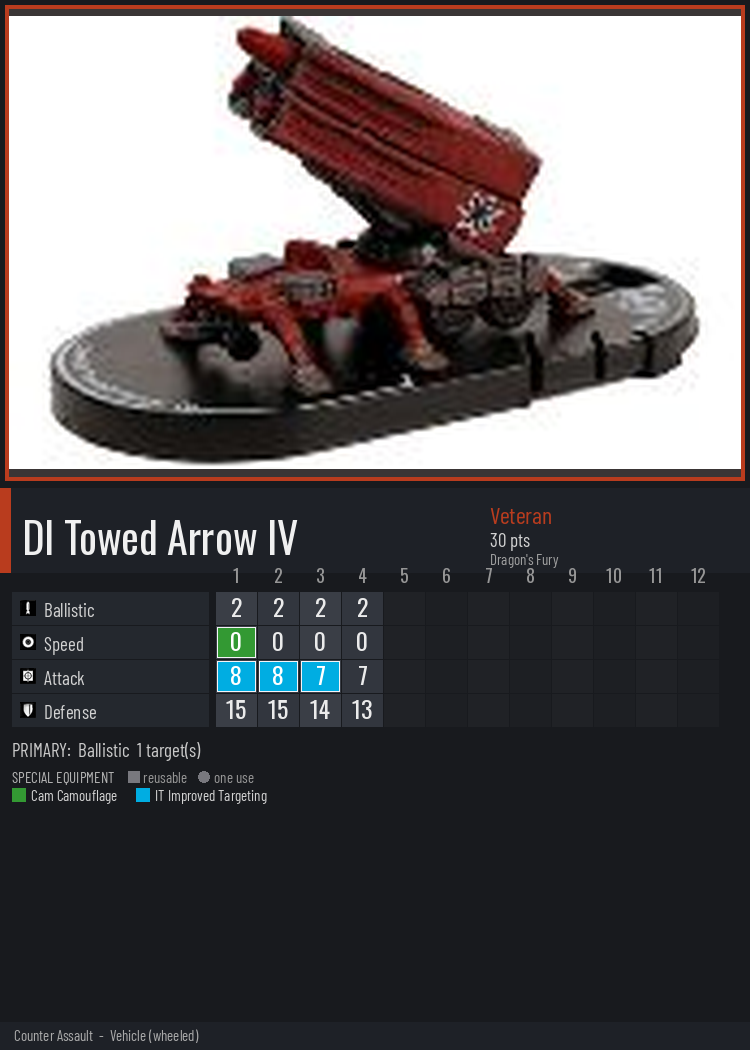 DI Towed Arrow IV
Veteran
30 pts
Dragon's Fury
1 2 3 4 5 6 7 8 9 10 11 12
Ballistic 2 2 2 2
Speed 0 0 0 0
Attack 8 8 7 7
Defense 15 15 14 13
PRIMARY: Ballistic 1 target(s)
SPECIAL EQUIPMENT reusable one use
Cam Camouflage IT Improved Targeting
Counter Assault - Vehicle (wheeled)